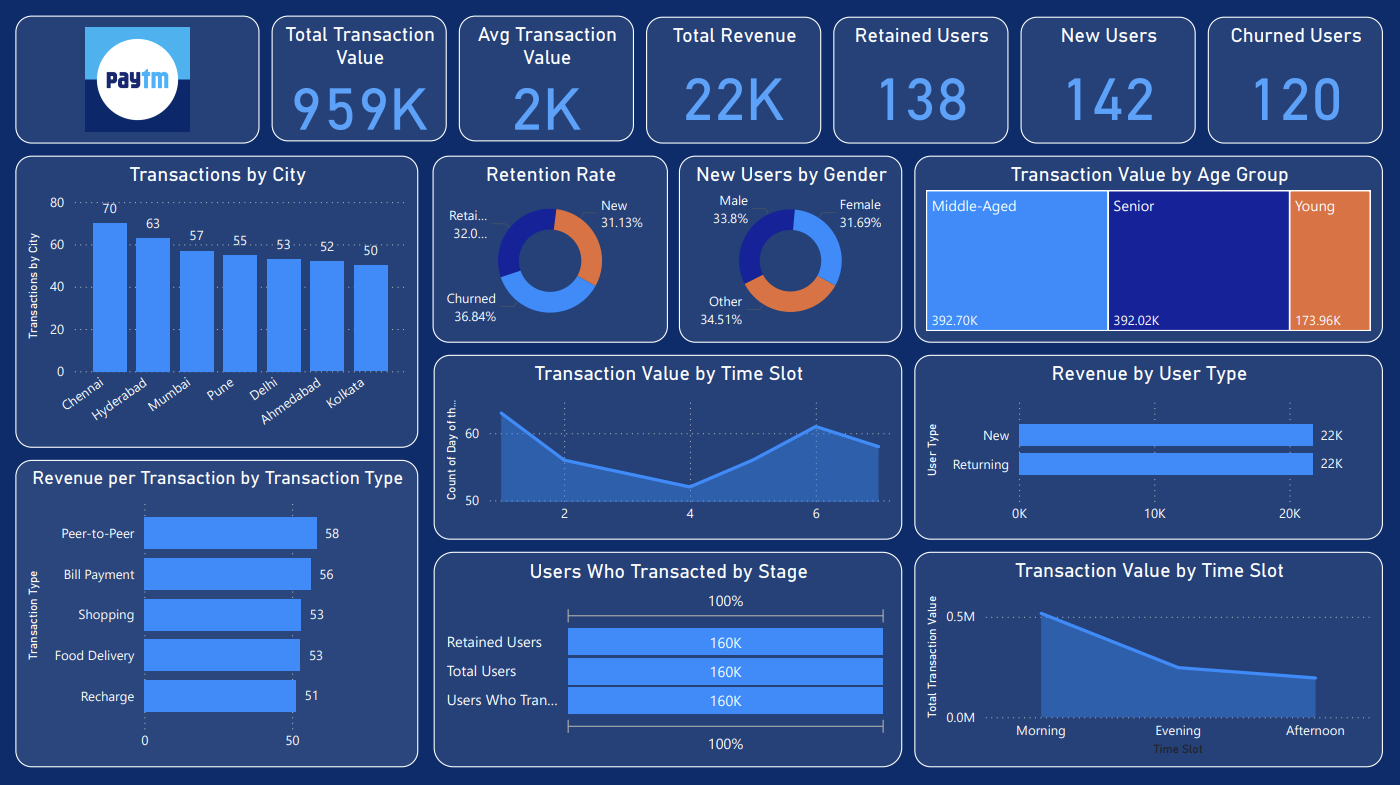 paytm
Total Transaction
Value
959K
Avg Transaction
Value
2K
Total Revenue
22K
Retained Users
138
New Users
142
Churned Users
120
Transactions by City
Transactions by City
80
60
40
20
0
70
63
57
55
53
52
50
Chennai
Hyderabad
Mumbai
Pune
Delhi
Ahmedabad
Kolkata
Retention Rate
New
31.13%
Retai...
32.0...
Churned
36.84%
New Users by Gender
Male
33.8%
Female
31.69%
Other
34.51%
Transaction Value by Age Group
Middle-Aged
392.70K
Senior
392.02K
Young
173.96K
Transaction Value by Time Slot
Count of Day of th...
60
50
2
4
6
Revenue by User Type
User Type
New
22K
Returning
22K
0K
10K
20K
Revenue per Transaction by Transaction Type
Transaction Type
Peer-to-Peer
58
Bill Payment
56
Shopping
53
Food Delivery
53
Recharge
51
0
50
Users Who Transacted by Stage
100%
Retained Users
160K
Total Users
160K
Users Who Tran...
160K
100%
Transaction Value by Time Slot
Total Transaction Value
0.5M
0.0M
Morning
Evening
Afternoon
Time Slot